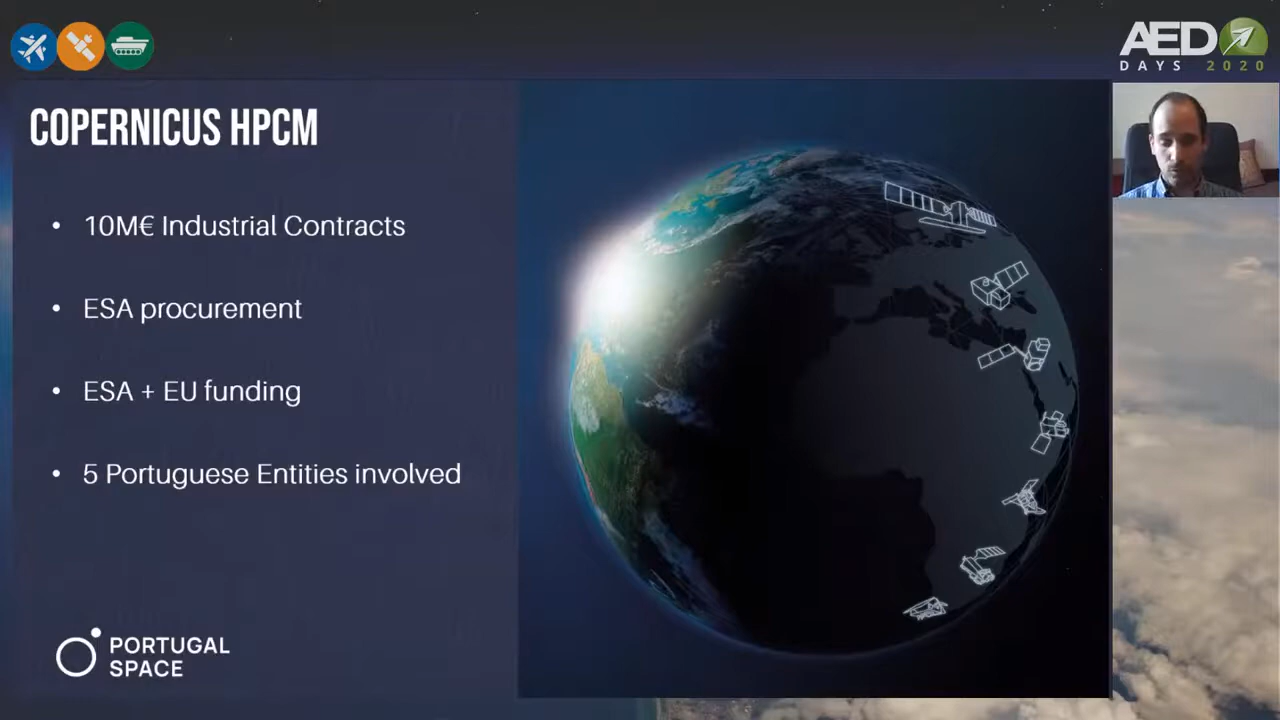 AED
DAYS 2020
COPERNICUS HPCM
• 10M€ Industrial Contracts
• ESA procurement
• ESA + EU funding
• 5 Portuguese Entities involved
PORTUGAL
SPACE